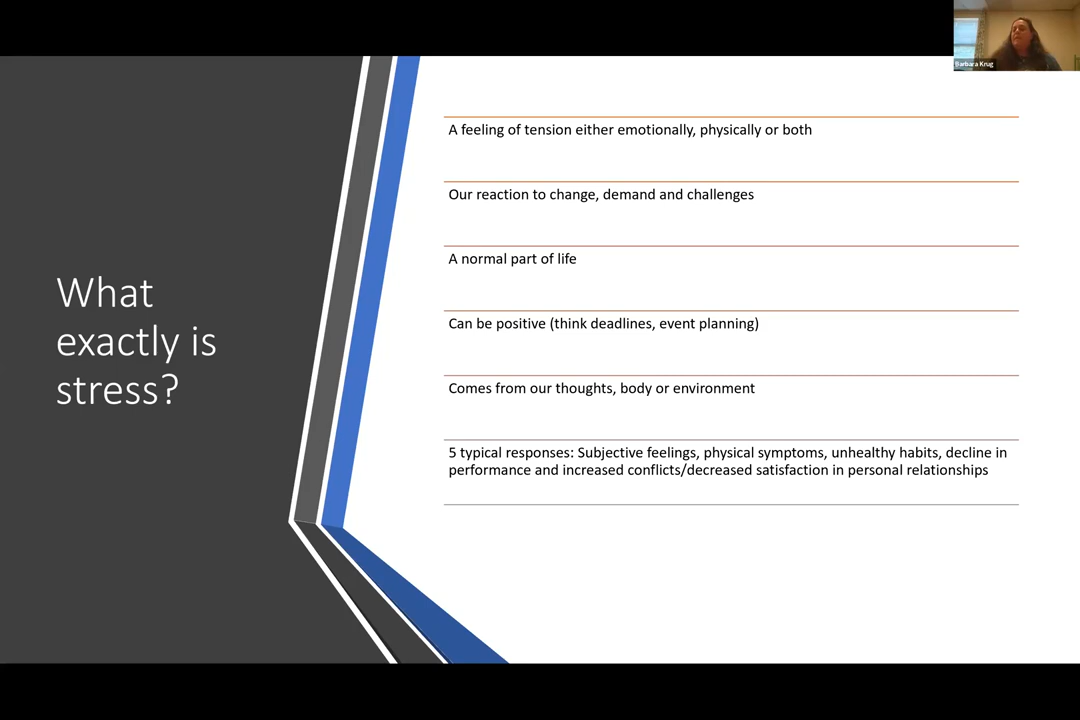 Barbara Krug
What
exactly is
stress?
A feeling of tension either emotionally, physically or both
Our reaction to change, demand and challenges
A normal part of life
Can be positive (think deadlines, event planning)
Comes from our thoughts, body or environment
5 typical responses: Subjective feelings, physical symptoms, unhealthy habits, decline in
performance and increased conflicts/decreased satisfaction in personal relationships